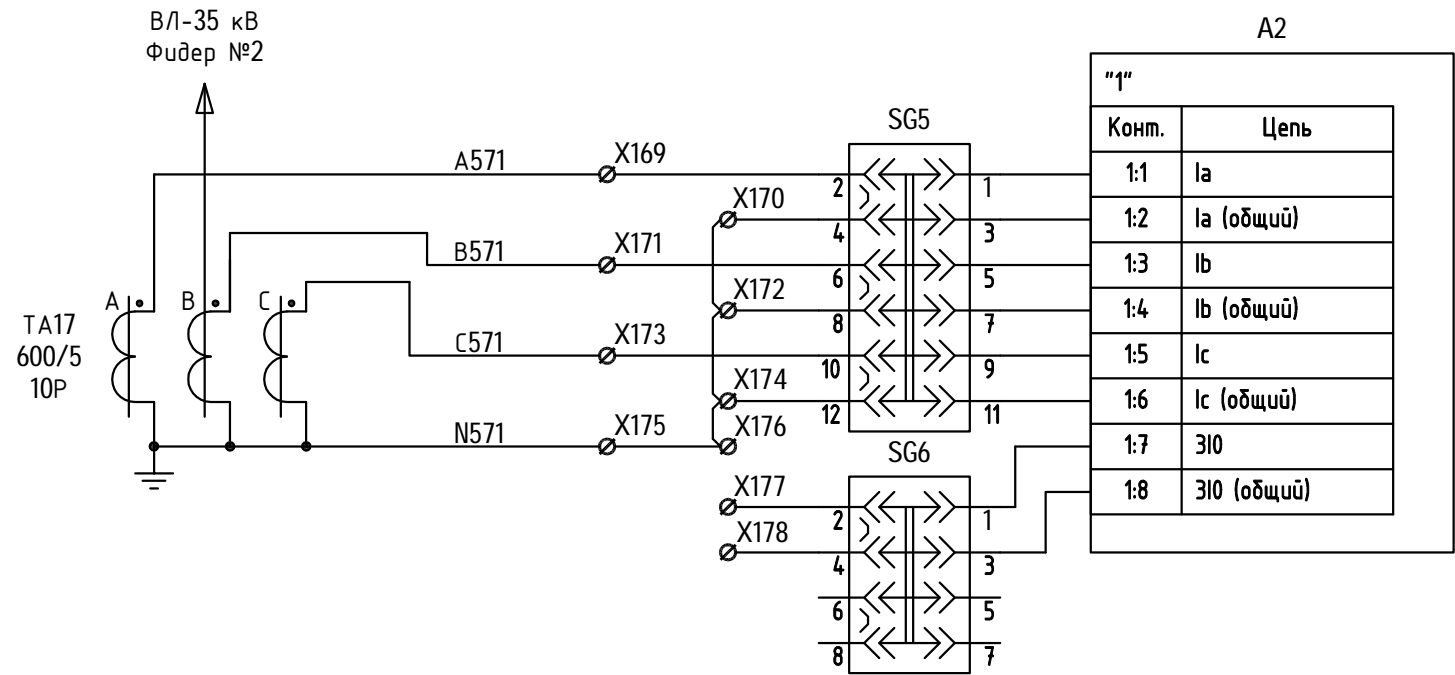 ВЛ-35 кВ
Фидер №2
A2
"1"
Конт. Цепь
1:1 Ia
1:2 Ia (общий)
1:3 Ib
1:4 Ib (общий)
1:5 Ic
1:6 Ic (общий)
1:7 3I0
1:8 3I0 (общий)
SG5
A571 X169 2 1
X170 4 3
B571 X171 6 5
X172 8 7
C571 X173 10 9
X174 12 11
N571 X175 X176
A B C
TA17
600/5
10P
SG6
X177 2 1
X178 4 3
6 5
8 7